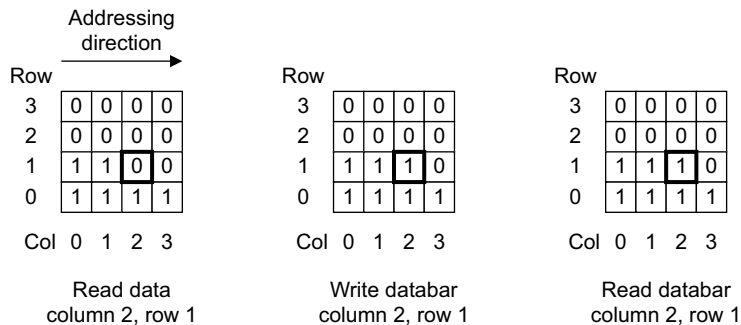 Addressing
direction
Row Row Row
3 0 0 0 0 3 0 0 0 0 3 0 0 0 0
2 0 0 0 0 2 0 0 0 0 2 0 0 0 0
1 1 1 0 0 1 1 1 1 0 1 1 1 1 0
0 1 1 1 1 0 1 1 1 1 0 1 1 1 1
Col 0 1 2 3 Col 0 1 2 3 Col 0 1 2 3
Read data Write databar Read databar
column 2, row 1 column 2, row 1 column 2, row 1